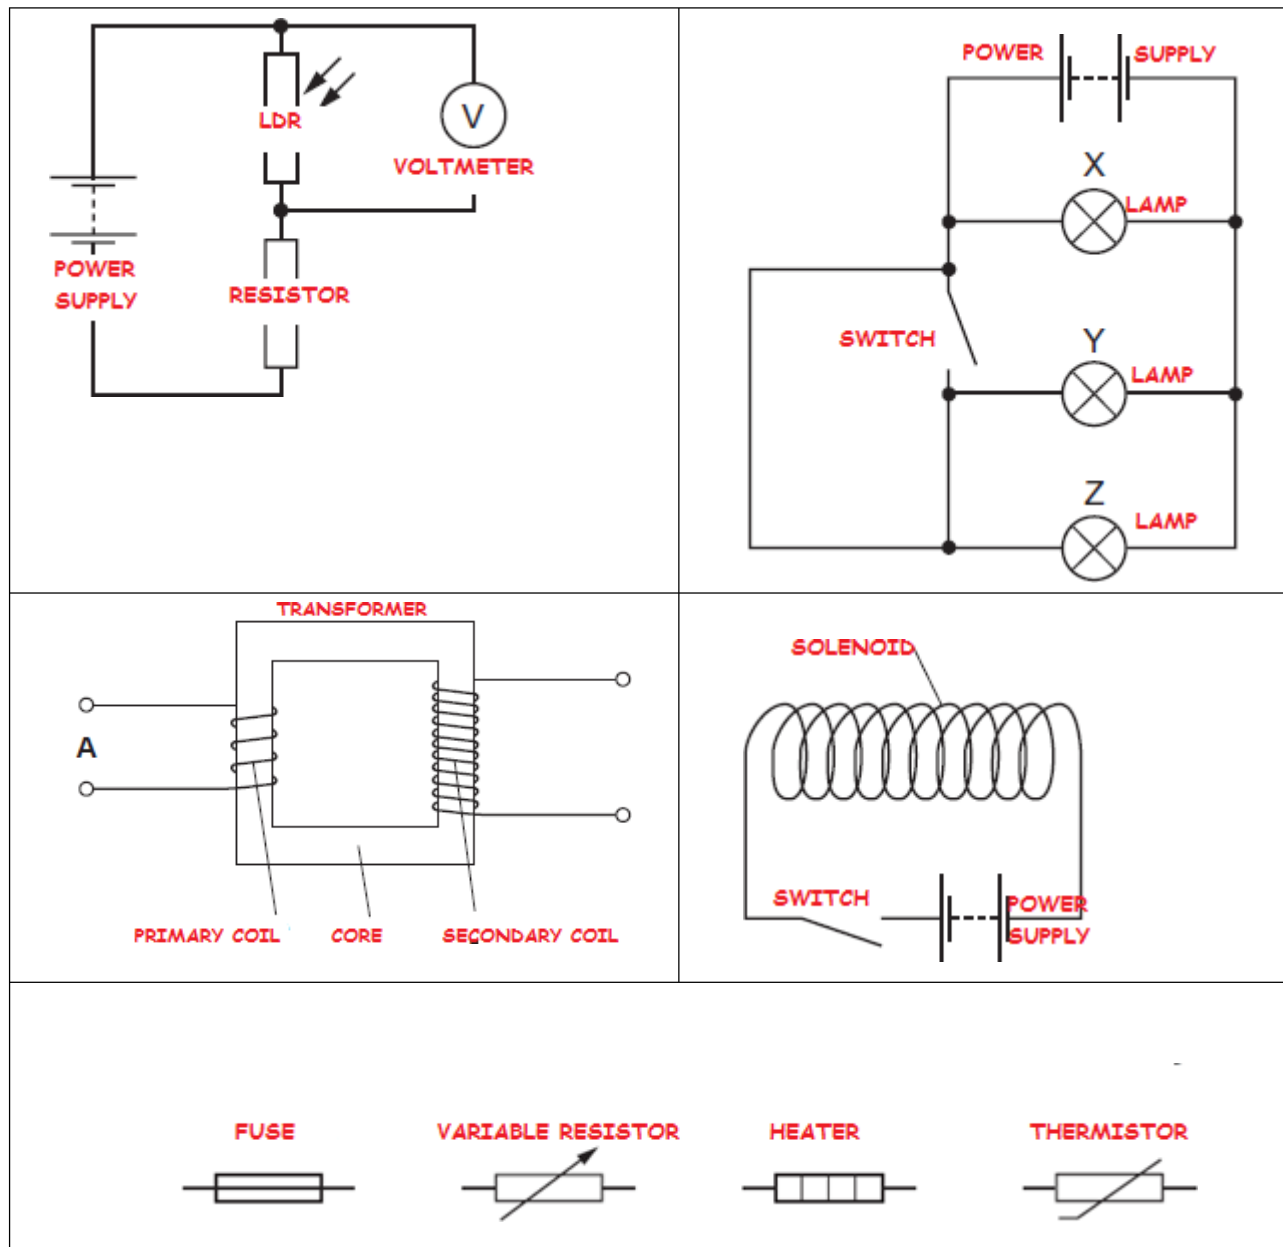 LDR
V
VOLTMETER
POWER
SUPPLY
RESISTOR
POWER SUPPLY
X
LAMP
SWITCH
Y
LAMP
Z
LAMP
TRANSFORMER
A
PRIMARY COIL CORE SECONDARY COIL
SOLENOID
SWITCH
POWER
SUPPLY
FUSE VARIABLE RESISTOR HEATER THERMISTOR